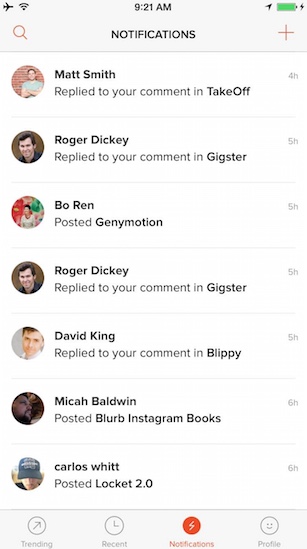 9:21 AM
NOTIFICATIONS
Matt Smith
4h
Replied to your comment in TakeOff
Roger Dickey
5h
Replied to your comment in Gigster
Bo Ren
5h
Posted Genymotion
Roger Dickey
5h
Replied to your comment in Gigster
David King
5h
Replied to your comment in Blippy
Micah Baldwin
6h
Posted Blurb Instagram Books
carlos whitt
6h
Posted Locket 2.0
Trending
Recent
Notifications
Profile